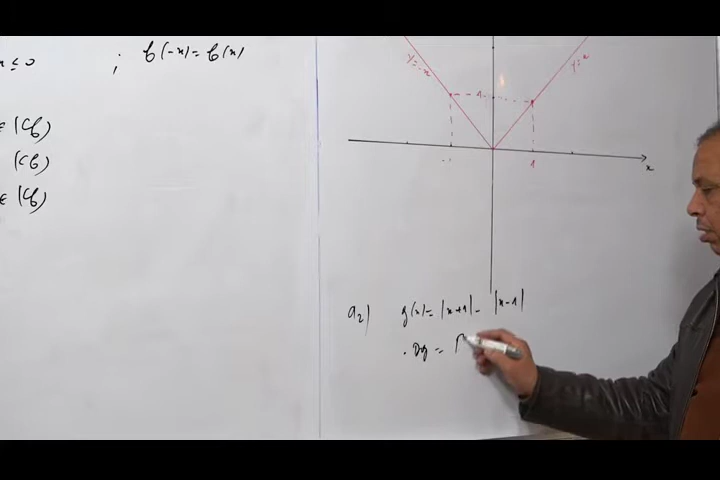 x ≤ 0 ; f(-x) = f(x)
∈ (Cf)
(Cf)
∈ (Cf)
y=-x
y=x
1
-1
1
x
a2) g(x) = |x+1| - |x-1|
. Dg =